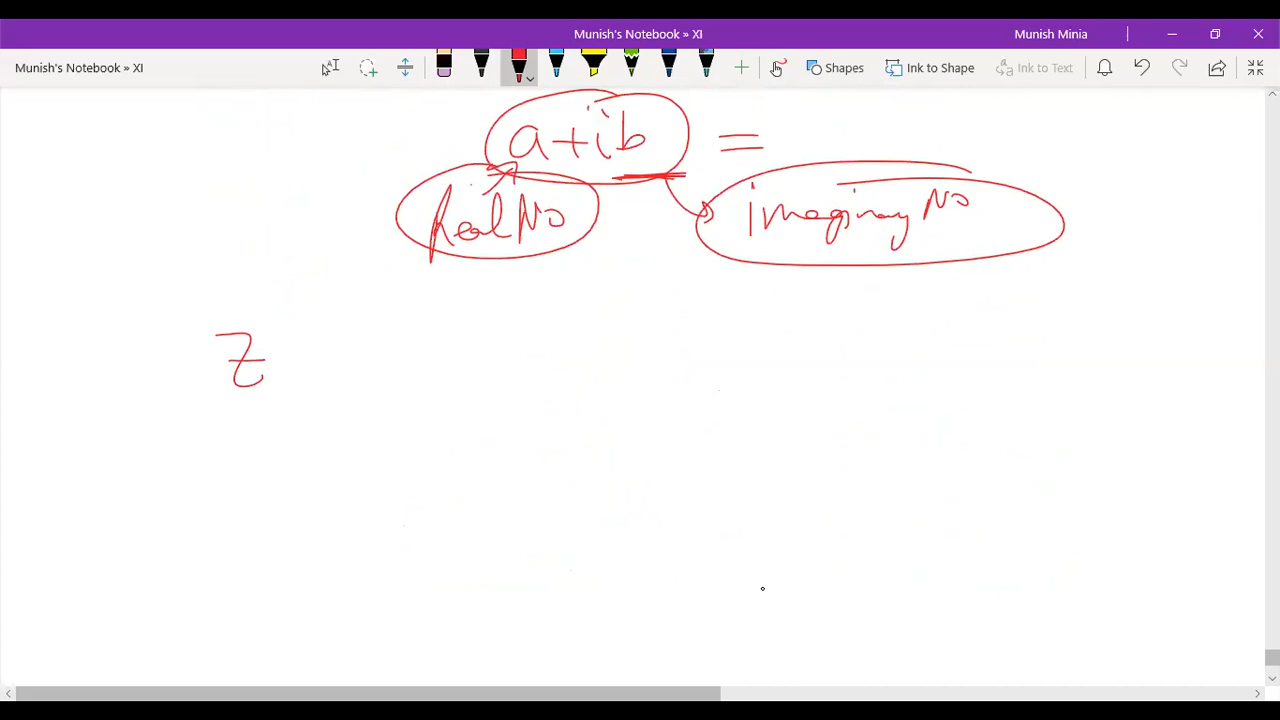 Munish's Notebook » XI
Munish Minia
Munish's Notebook » XI
Shapes
Ink to Shape
Ink to Text
a+ib =
Real No
imaginary No
Z